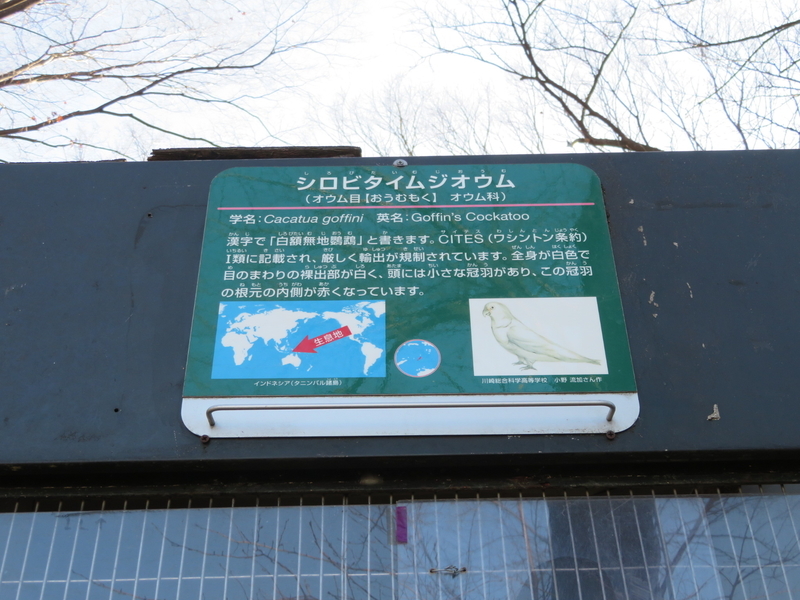 シロビタイムジオウム
(オウム目【おうむもく】 オウム科)
学名：Cacatua goffini 英名：Goffin's Cockatoo
漢字で「白額無地鸚鵡」と書きます。CITES(ワシントン条約)
I類に記載され、厳しく輸出が規制されています。全身が白色で
目のまわりの裸出部が白く、頭には小さな冠羽があり、この冠羽
の根元の内側が赤くなっています。
生息地
インドネシア(タニンバル諸島)
川崎総合科学高等学校 小野 流加さん作